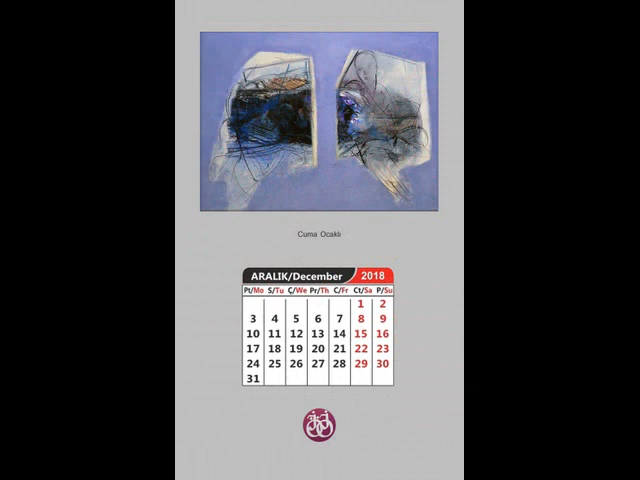 Cuma Ocaklı
ARALIK/December 2018
Pt/Mo S/Tu Ç/We Pr/Th C/Fr Ct/Sa P/Su
1 2
3 4 5 6 7 8 9
10 11 12 13 14 15 16
17 18 19 20 21 22 23
24 25 26 27 28 29 30
31